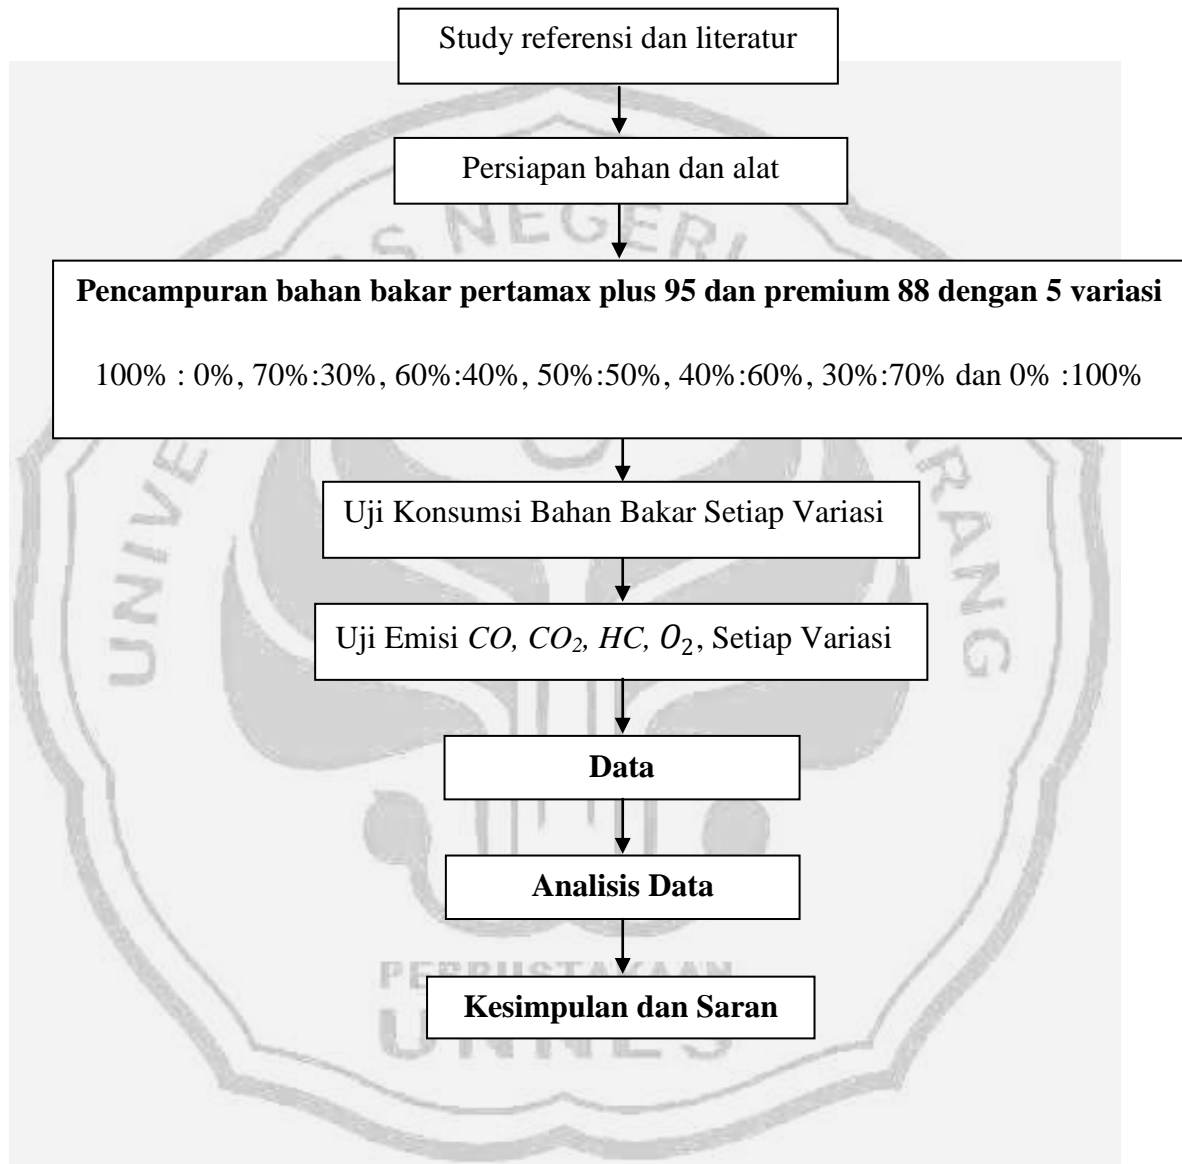 Study referensi dan literatur
Persiapan bahan dan alat
Pencampuran bahan bakar pertamax plus 95 dan premium 88 dengan 5 variasi
100% : 0%, 70%:30%, 60%:40%, 50%:50%, 40%:60%, 30%:70% dan 0% :100%
Uji Konsumsi Bahan Bakar Setiap Variasi
Uji Emisi CO, CO₂, HC, O₂, Setiap Variasi
Data
Analisis Data
Kesimpulan dan Saran
PERPUSTAKAAN
UNNES